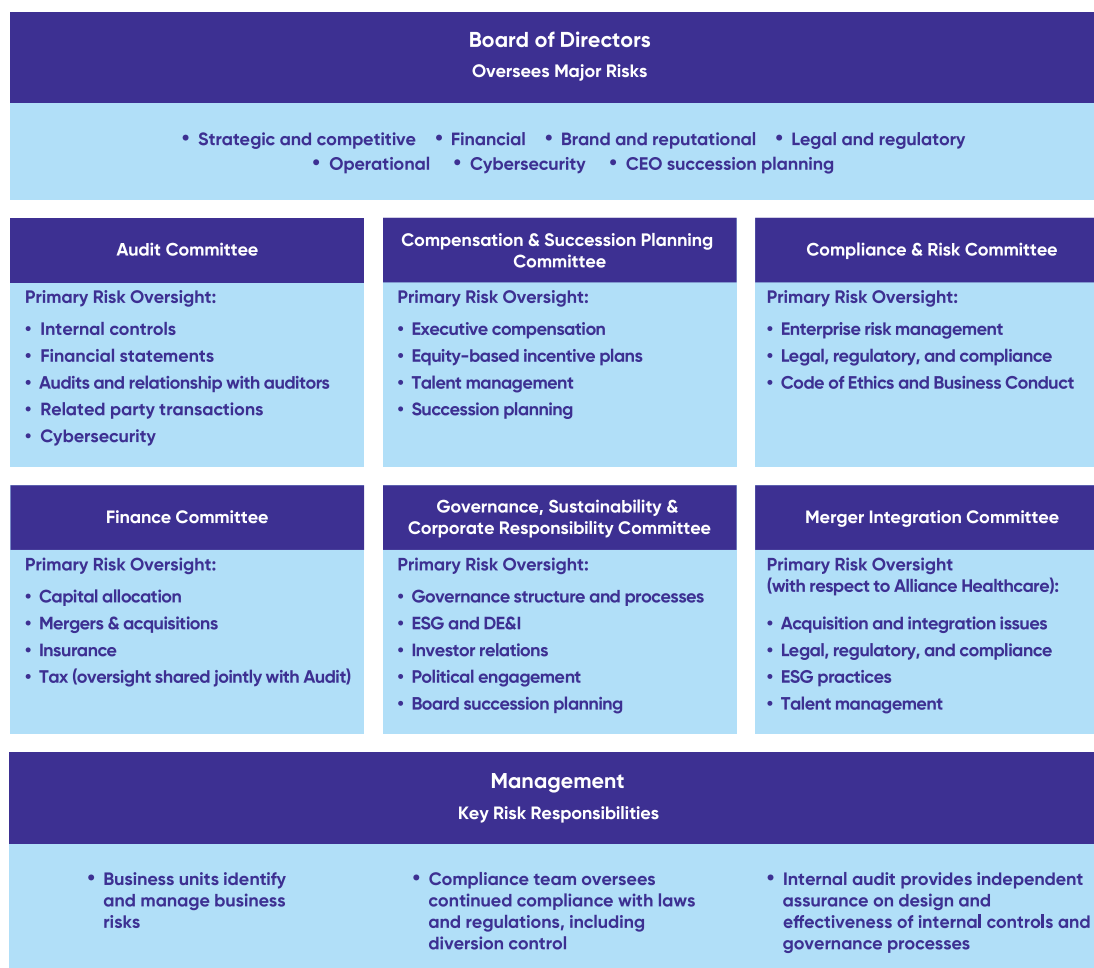 Board of Directors
Oversees Major Risks
• Strategic and competitive • Financial • Brand and reputational • Legal and regulatory
• Operational • Cybersecurity • CEO succession planning
Audit Committee
Primary Risk Oversight:
• Internal controls
• Financial statements
• Audits and relationship with auditors
• Related party transactions
• Cybersecurity
Compensation & Succession Planning
Committee
Primary Risk Oversight:
• Executive compensation
• Equity-based incentive plans
• Talent management
• Succession planning
Compliance & Risk Committee
Primary Risk Oversight:
• Enterprise risk management
• Legal, regulatory, and compliance
• Code of Ethics and Business Conduct
Finance Committee
Primary Risk Oversight:
• Capital allocation
• Mergers & acquisitions
• Insurance
• Tax (oversight shared jointly with Audit)
Governance, Sustainability &
Corporate Responsibility Committee
Primary Risk Oversight:
• Governance structure and processes
• ESG and DE&I
• Investor relations
• Political engagement
• Board succession planning
Merger Integration Committee
Primary Risk Oversight
(with respect to Alliance Healthcare):
• Acquisition and integration issues
• Legal, regulatory, and compliance
• ESG practices
• Talent management
Management
Key Risk Responsibilities
• Business units identify
and manage business
risks
• Compliance team oversees
continued compliance with laws
and regulations, including
diversion control
• Internal audit provides independent
assurance on design and
effectiveness of internal controls and
governance processes